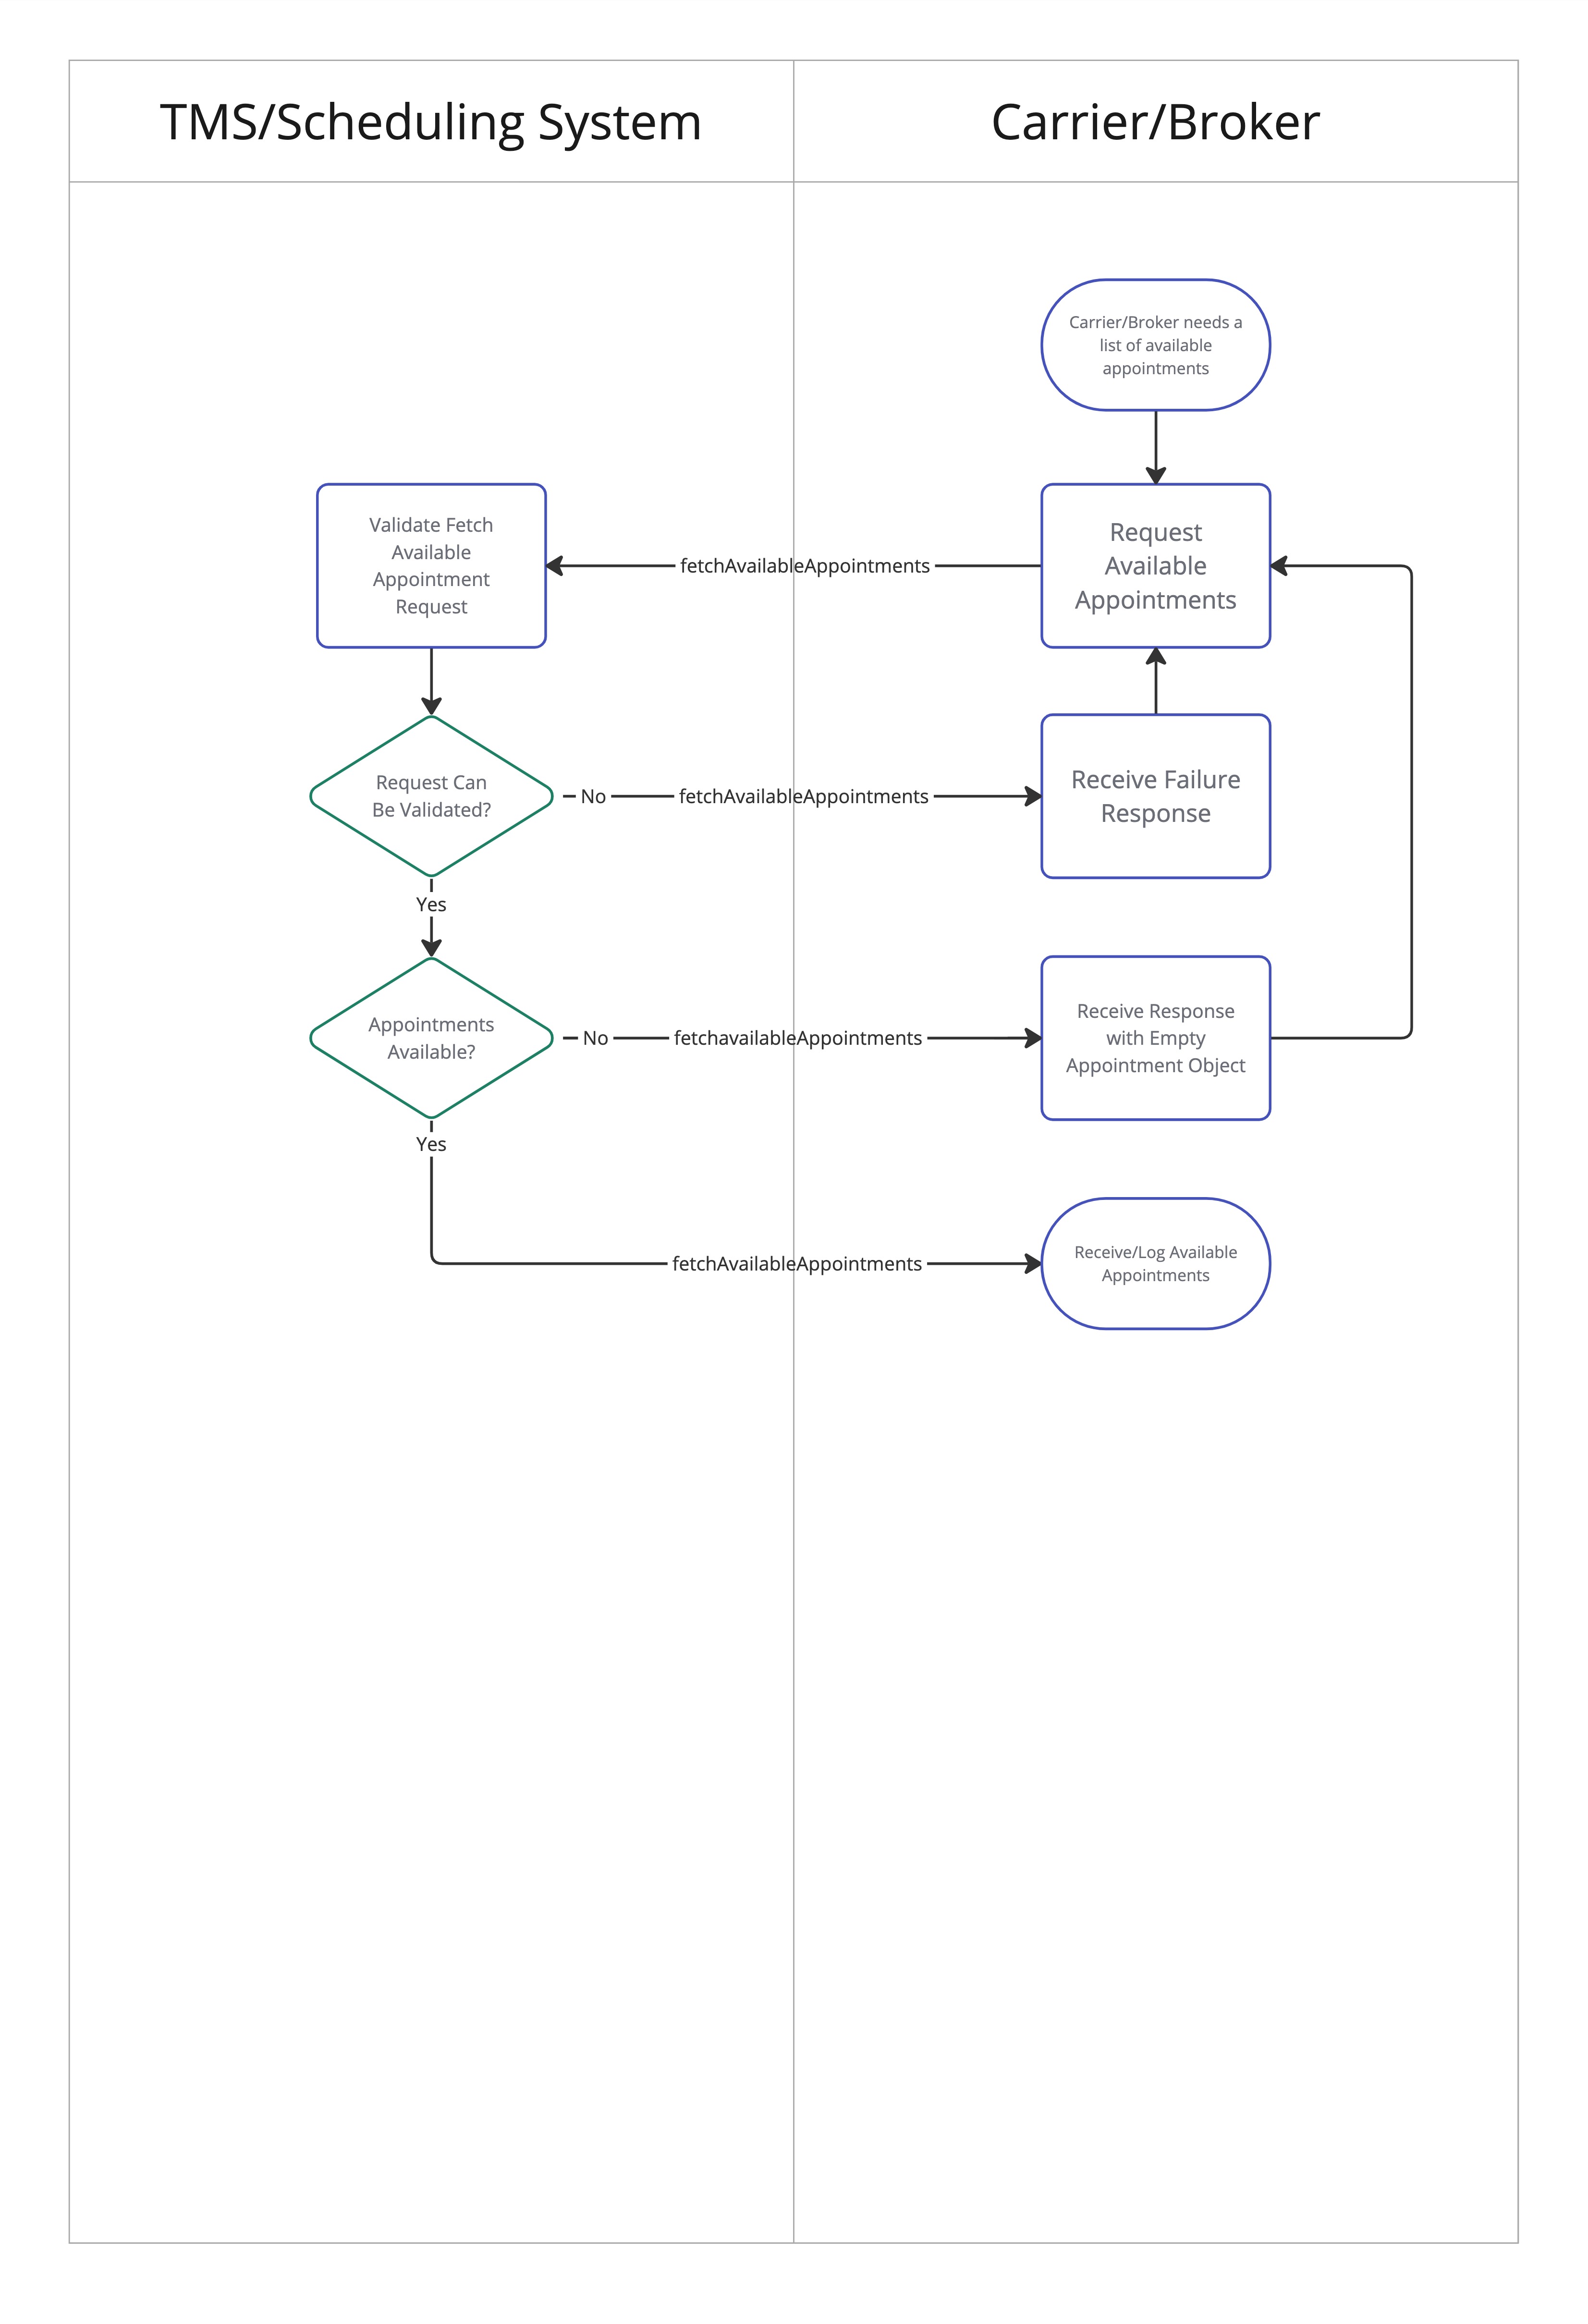 TMS/Scheduling System
Carrier/Broker
Carrier/Broker needs a
list of available
appointments
Validate Fetch
Available
Appointment
Request
fetchAvailableAppointments
Request
Available
Appointments
Request Can
Be Validated?
No
fetchAvailableAppointments
Receive Failure
Response
Yes
Appointments
Available?
No
fetchavailableAppointments
Receive Response
with Empty
Appointment Object
Yes
fetchAvailableAppointments
Receive/Log Available
Appointments